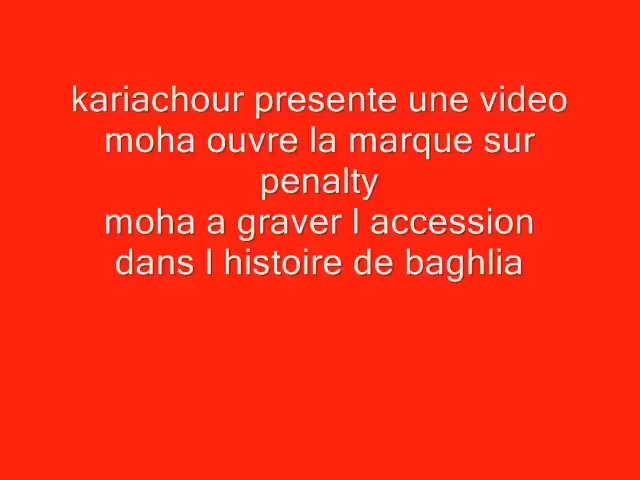 kariachour presente une video
moha ouvre la marque sur
penalty
moha a graver l accession
dans l histoire de baghlia